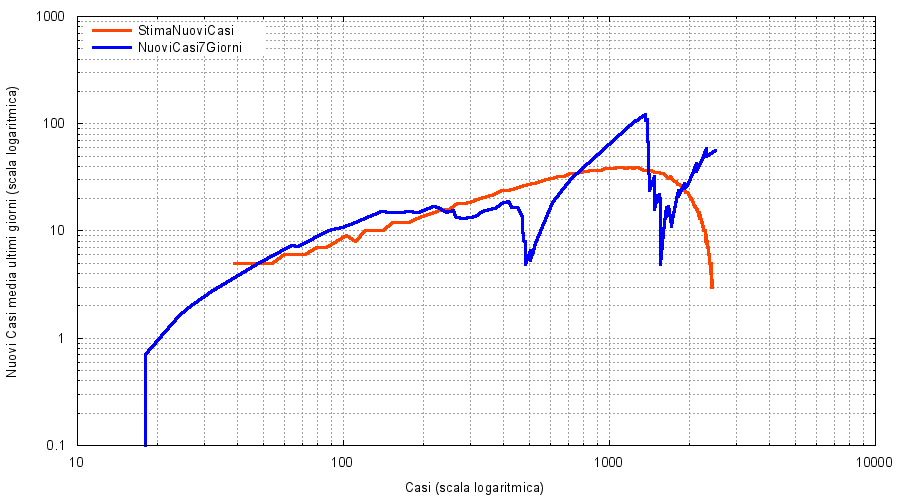 1000
StimaNuoviCasi
NuoviCasi7Giorni
100
10
1
0.1
Nuovi Casi media ultimi giorni (scala logaritmica)
10
100
1000
10000
Casi (scala logaritmica)